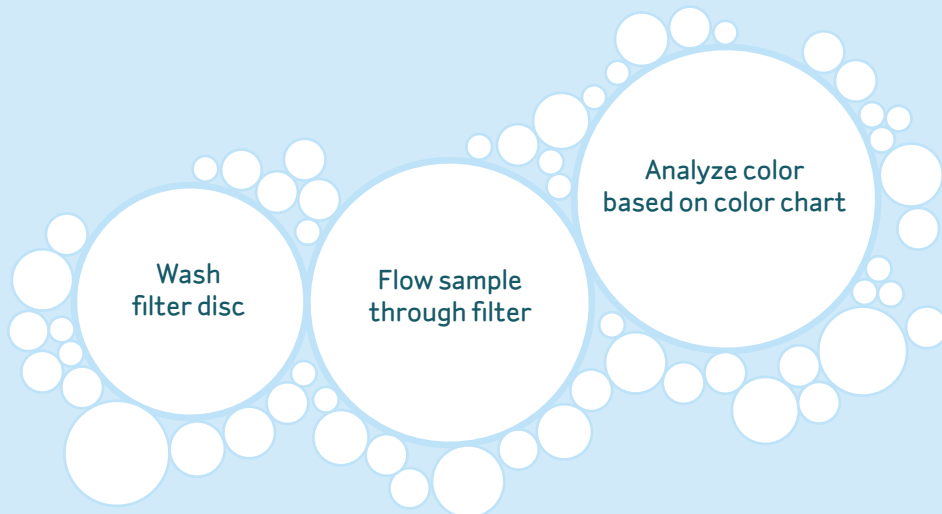 Wash
filter disc
Flow sample
through filter
Analyze color
based on color chart